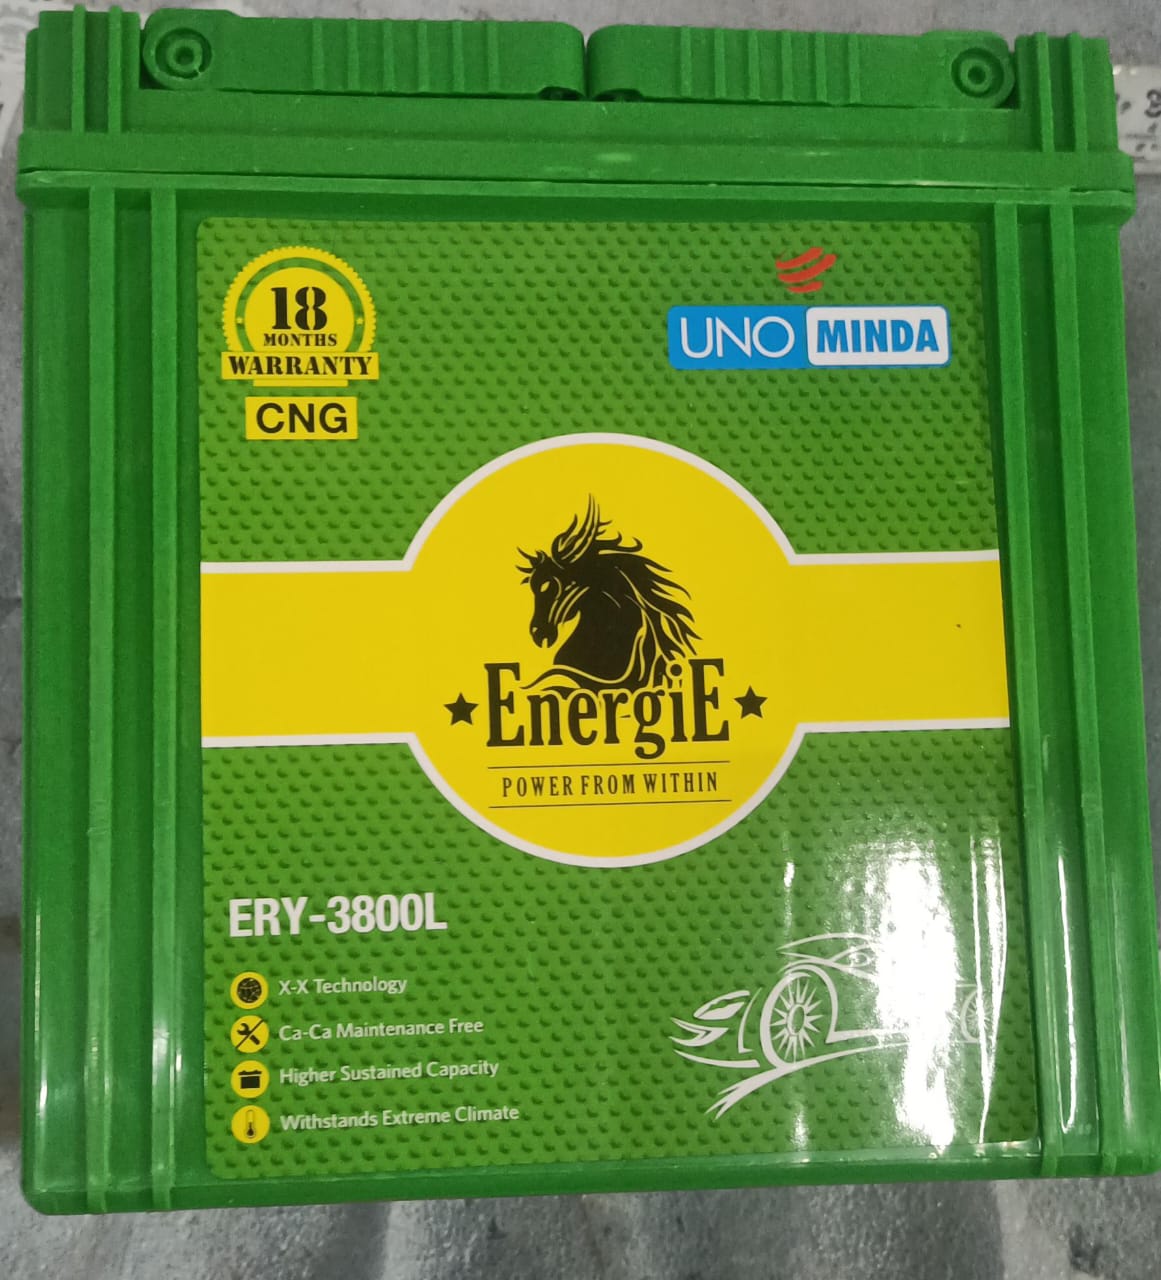 18
MONTHS
WARRANTY
CNG
UNO MINDA
EnergiE
POWER FROM WITHIN
ERY-3800L
X-X Technology
Ca-Ca Maintenance Free
Higher Sustained Capacity
Withstands Extreme Climate